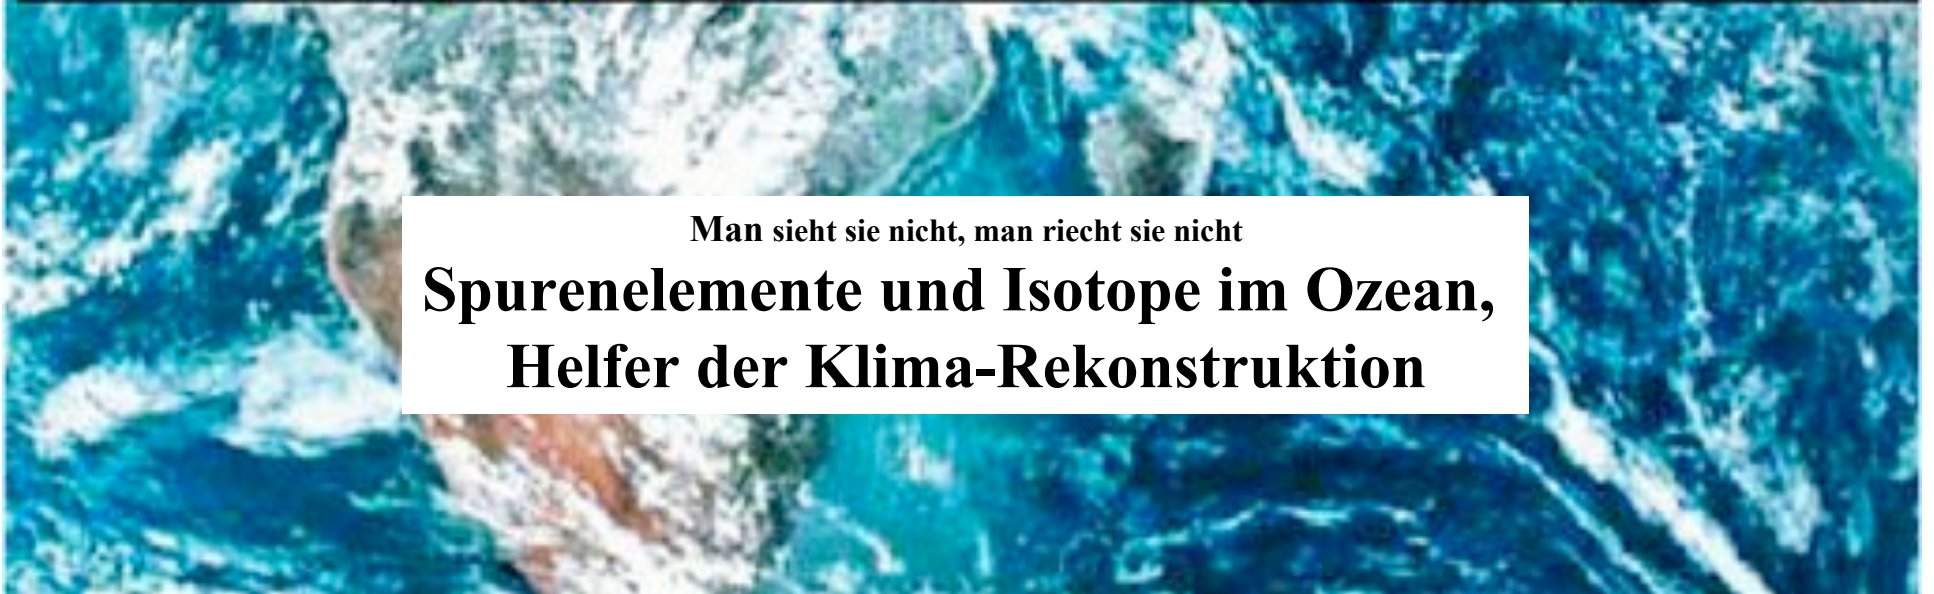 Man sieht sie nicht, man riecht sie nicht
Spurenelemente und Isotope im Ozean,
Helfer der Klima-Rekonstruktion